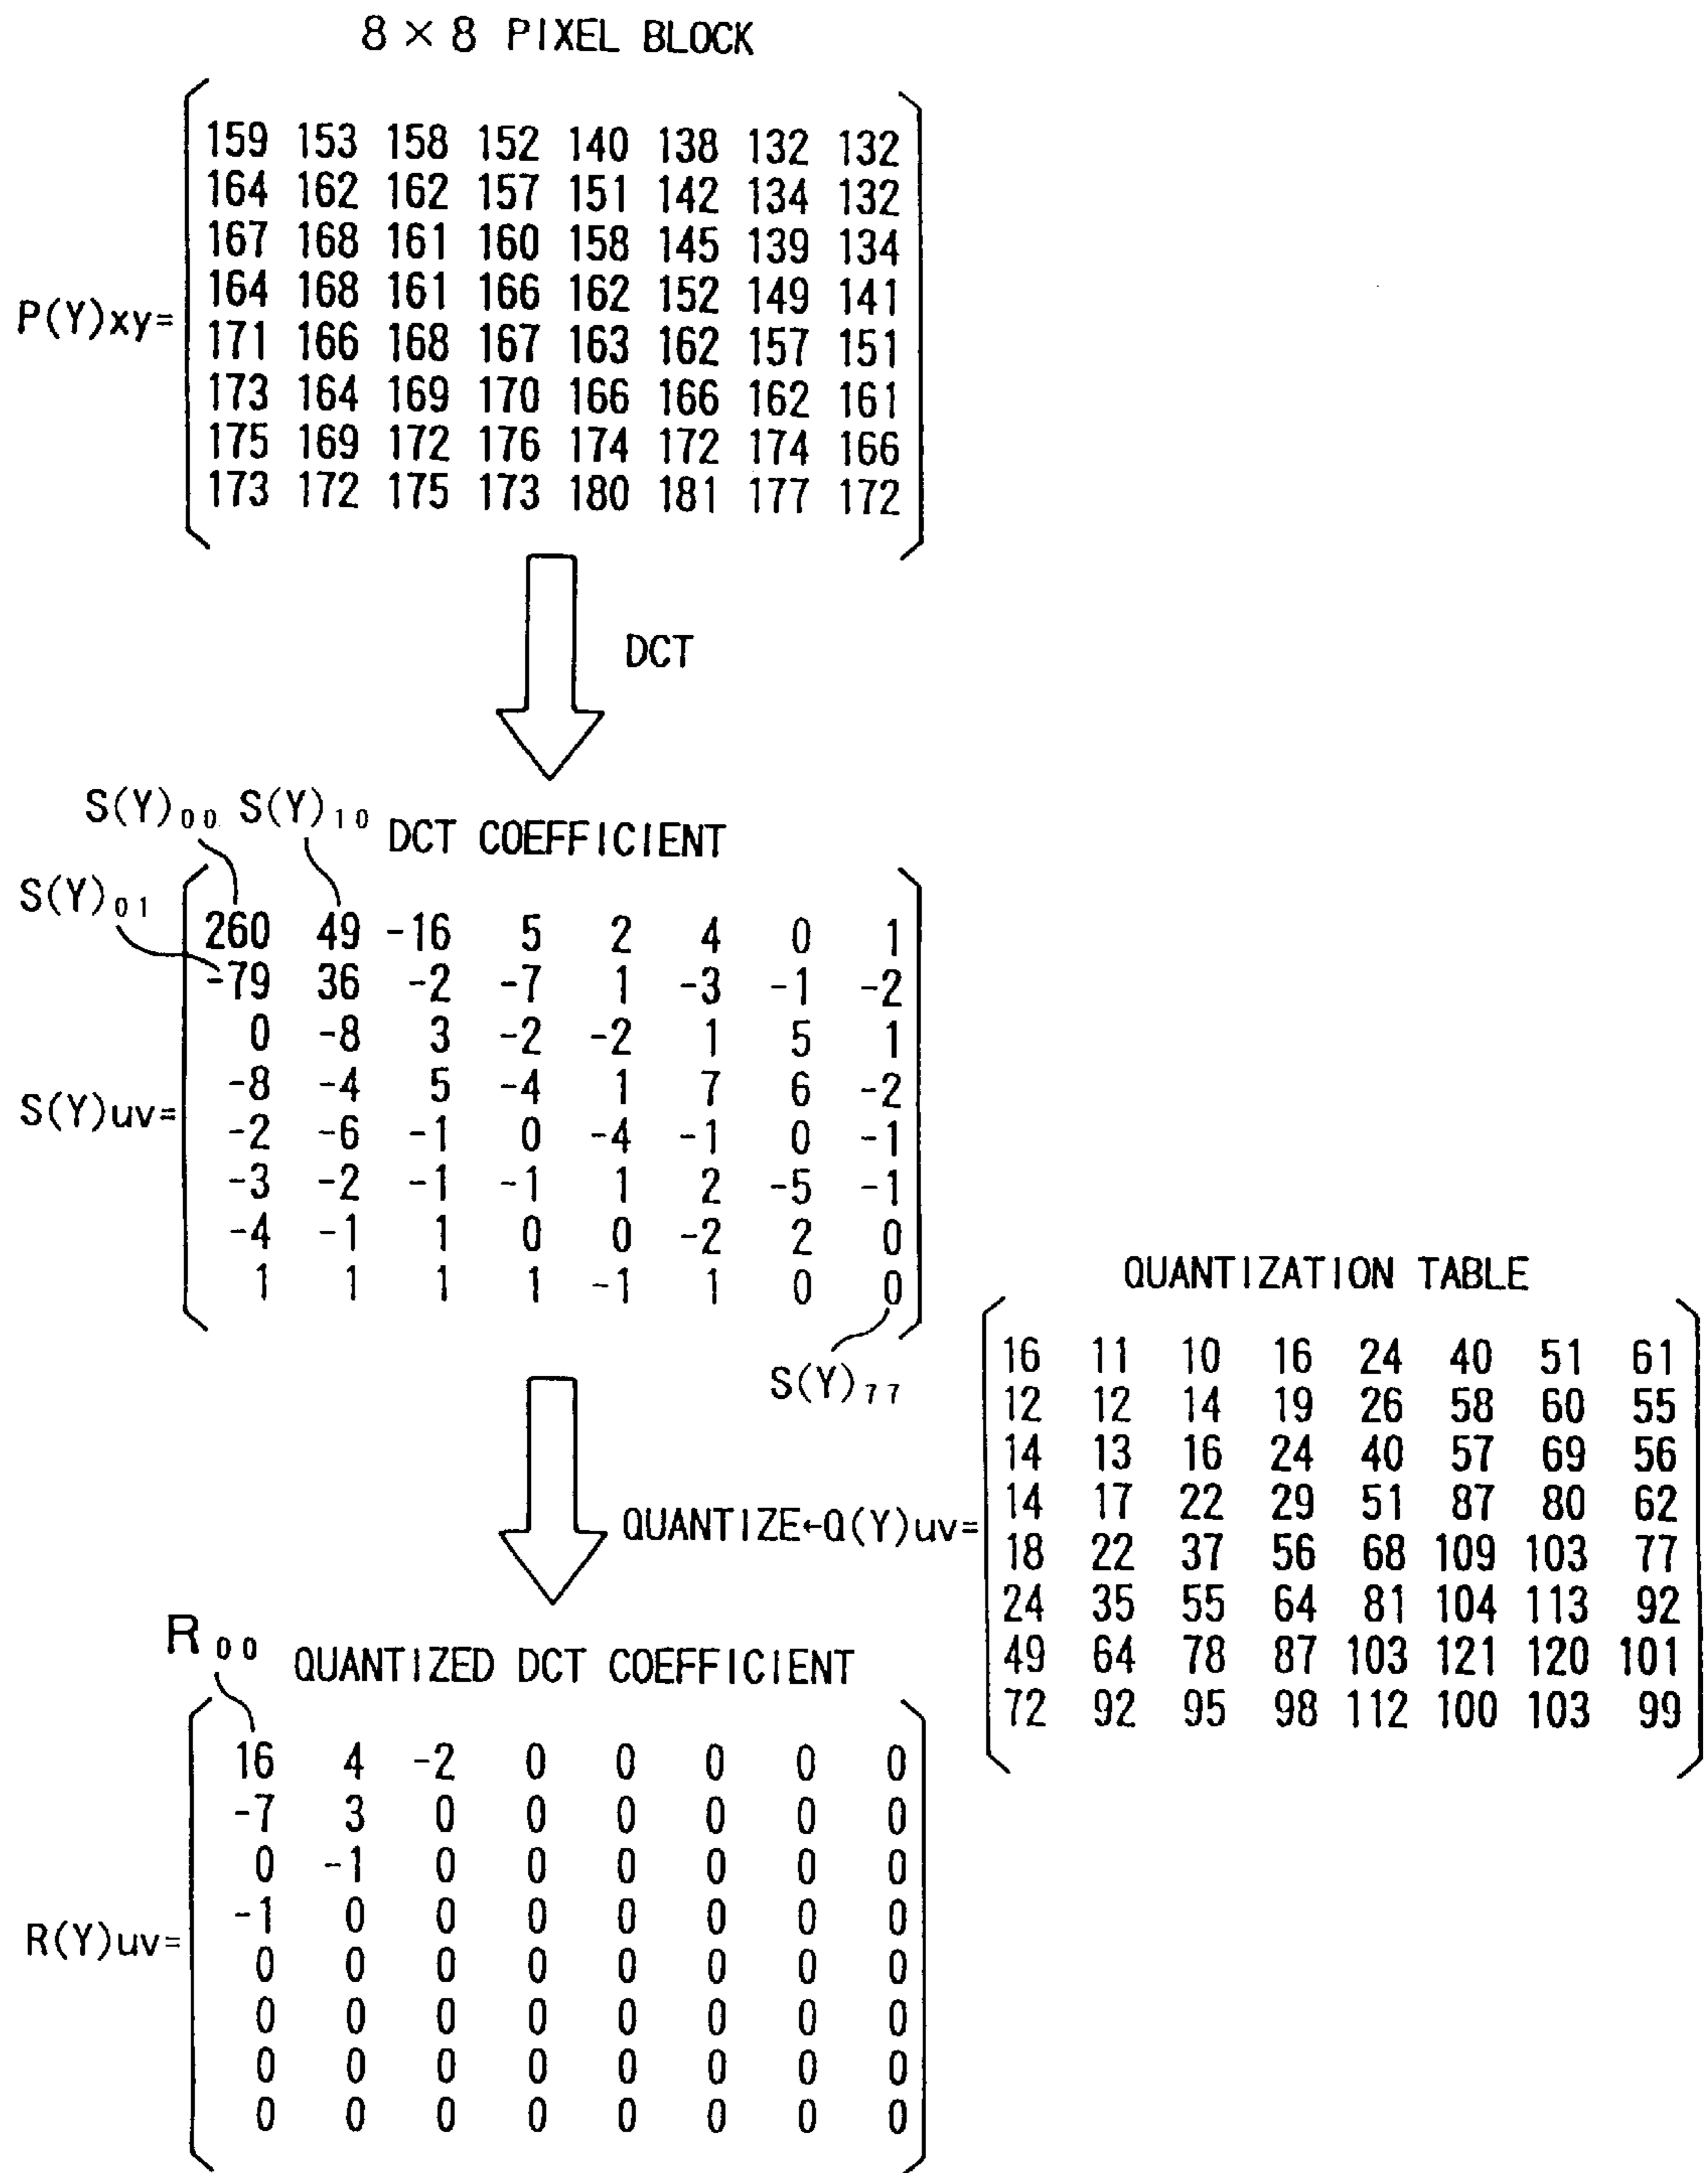 8 × 8 PIXEL BLOCK
159 153 158 152 140 138 132 132
164 162 162 157 151 142 134 132
167 168 161 160 158 145 139 134
164 168 161 166 162 152 149 141
P(Y)xy=
171 166 168 167 163 162 157 151
173 164 169 170 166 166 162 161
175 169 172 176 174 172 174 166
173 172 175 173 180 181 177 172
DCT
S(Y)00 S(Y)10
DCT COEFFICIENT
S(Y)01
260 49 -16 5 2 4 0 1
-79 36 -2 -7 1 -3 -1 -2
0 -8 3 -2 -2 1 5 1
-8 -4 5 -4 1 7 6 -2
S(Y)uv=
-2 -6 -1 0 -4 -1 0 -1
-3 -2 -1 -1 1 2 -5 -1
-4 -1 1 0 0 -2 2 0
1 1 1 1 -1 1 0 0
S(Y)77
QUANTIZATION TABLE
16 11 10 16 24 40 51 61
12 12 14 19 26 58 60 55
14 13 16 24 40 57 69 56
14 17 22 29 51 87 80 62
QUANTIZE←Q(Y)uv=
18 22 37 56 68 109 103 77
24 35 55 64 81 104 113 92
49 64 78 87 103 121 120 101
72 92 95 98 112 100 103 99
R00
QUANTIZED DCT COEFFICIENT
16 4 -2 0 0 0 0 0
-7 3 0 0 0 0 0 0
0 -1 0 0 0 0 0 0
-1 0 0 0 0 0 0 0
R(Y)uv=
0 0 0 0 0 0 0 0
0 0 0 0 0 0 0 0
0 0 0 0 0 0 0 0
0 0 0 0 0 0 0 0